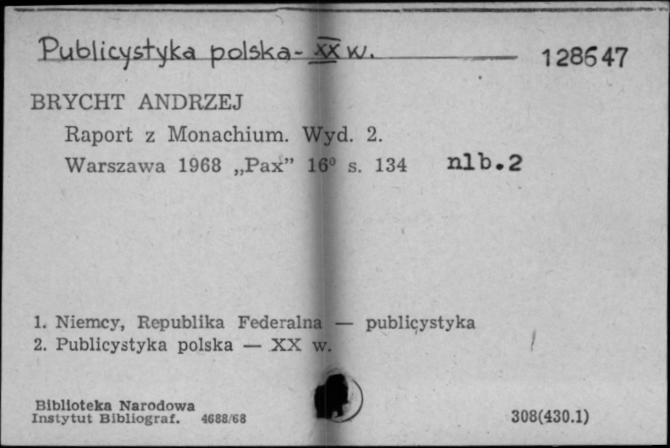 Publicystyka polska - XX w. 128647
BRYCHT ANDRZEJ
Raport z Monachium. Wyd. 2.
Warszawa 1968 „Pax” 16⁰ s. 134 nlb.2
1. Niemcy, Republika Federalna — publicystyka
2. Publicystyka polska — XX w.
Biblioteka Narodowa
Instytut Bibliograf. 4688/68 308(430.1)